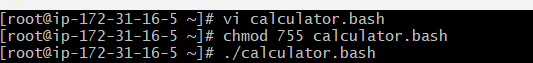 [root@ip-172-31-16-5 ~]# vi calculator.bash
[root@ip-172-31-16-5 ~]# chmod 755 calculator.bash
[root@ip-172-31-16-5 ~]# ./calculator.bash